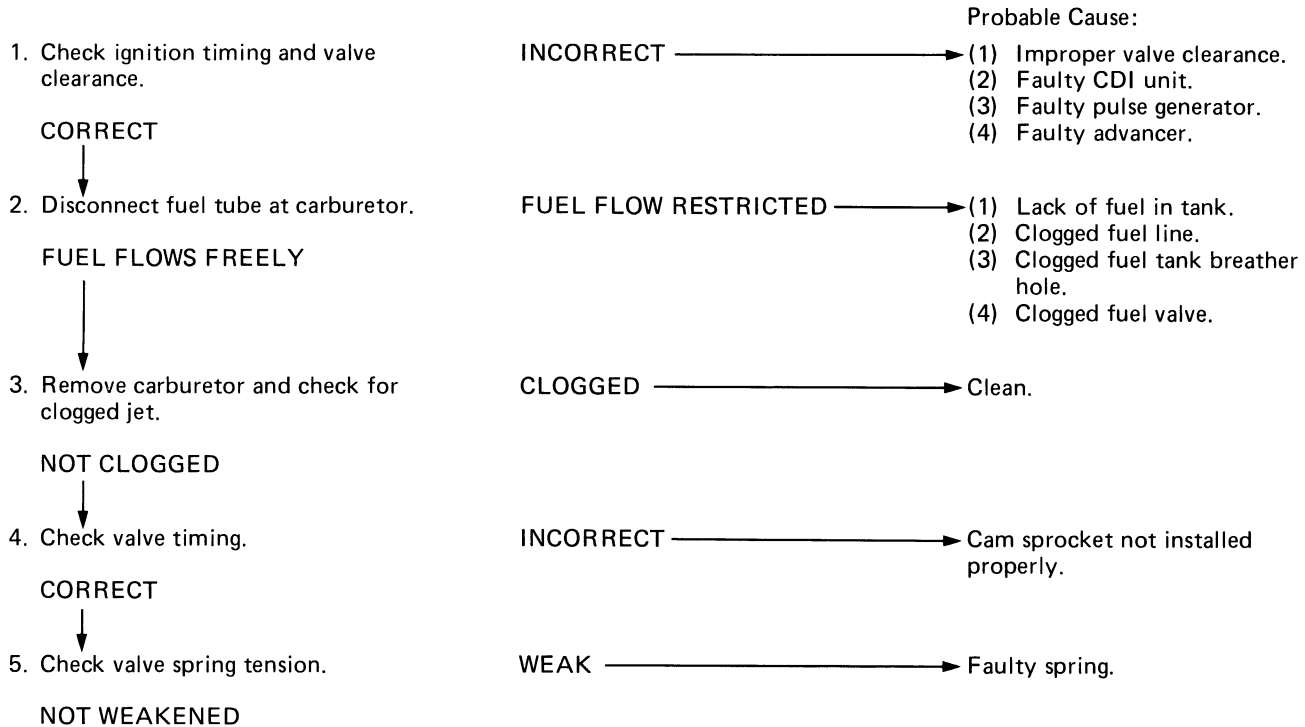 Probable Cause:
1. Check ignition timing and valve clearance.
INCORRECT
(1) Improper valve clearance.
(2) Faulty CDI unit.
(3) Faulty pulse generator.
(4) Faulty advancer.
CORRECT
2. Disconnect fuel tube at carburetor.
FUEL FLOW RESTRICTED
(1) Lack of fuel in tank.
(2) Clogged fuel line.
(3) Clogged fuel tank breather
hole.
(4) Clogged fuel valve.
FUEL FLOWS FREELY
3. Remove carburetor and check for
clogged jet.
CLOGGED
Clean.
NOT CLOGGED
4. Check valve timing.
INCORRECT
Cam sprocket not installed
properly.
CORRECT
5. Check valve spring tension.
WEAK
Faulty spring.
NOT WEAKENED